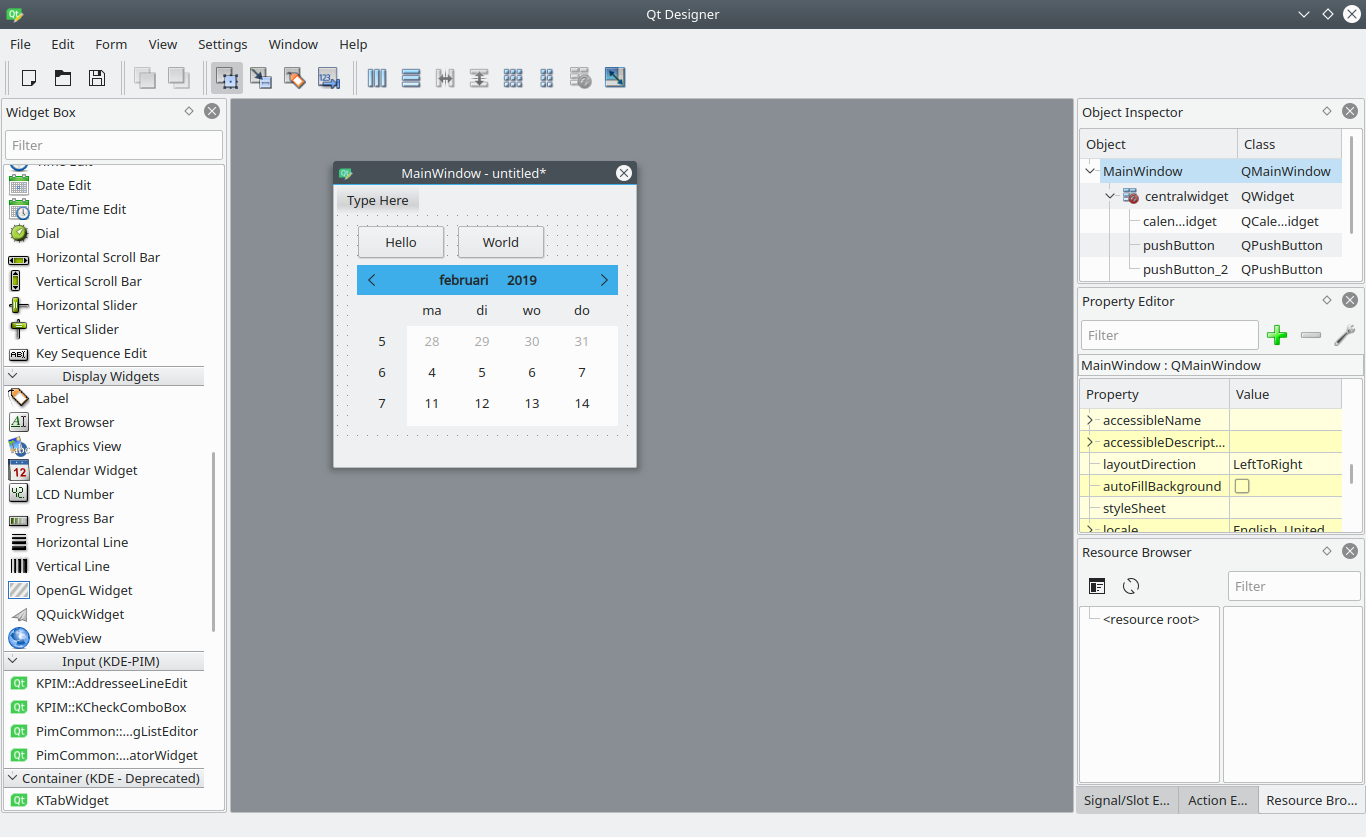 Qt Designer
File Edit Form View Settings Window Help
Widget Box
Filter
Date Edit
Date/Time Edit
Dial
Horizontal Scroll Bar
Vertical Scroll Bar
Horizontal Slider
Vertical Slider
Key Sequence Edit
Display Widgets
Label
Text Browser
Graphics View
Calendar Widget
LCD Number
Progress Bar
Horizontal Line
Vertical Line
OpenGL Widget
QQuickWidget
QWebView
Input (KDE-PIM)
KPIM::AddresseeLineEdit
KPIM::KCheckComboBox
PimCommon::...gListEditor
PimCommon:...atorWidget
Container (KDE - Deprecated)
KTabWidget
MainWindow - untitled*
Type Here
Hello World
februari 2019
ma di wo do
5 28 29 30 31
6 4 5 6 7
7 11 12 13 14
Object Inspector
Object Class
MainWindow QMainWindow
centralwidget QWidget
calen...idget QCale...idget
pushButton QPushButton
pushButton_2 QPushButton
Property Editor
Filter
MainWindow : QMainWindow
Property Value
accessibleName
accessibleDescript...
layoutDirection LeftToRight
autoFillBackground
styleSheet
locale English, United
Resource Browser
Filter
<resource root>
Signal/Slot E... Action E... Resource Bro...